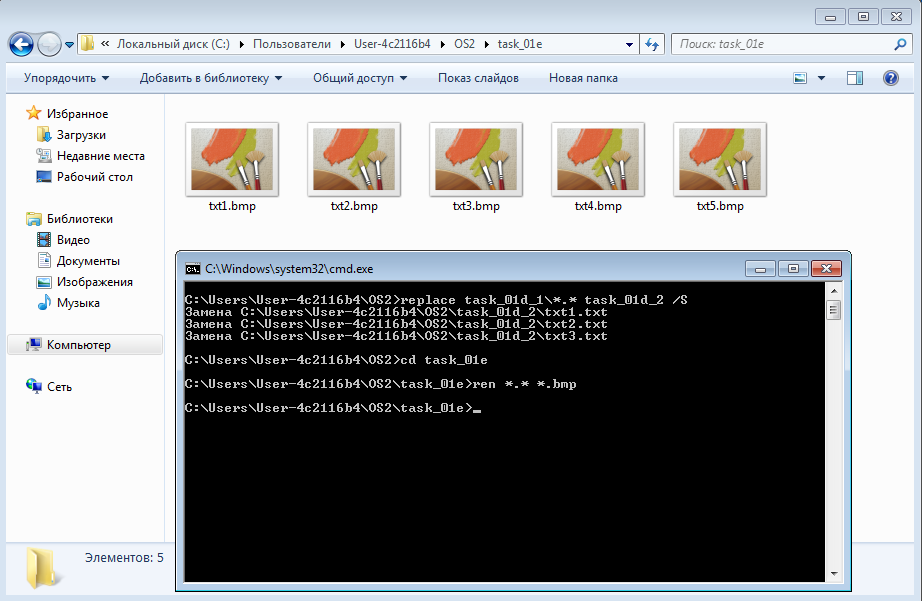 « Локальный диск (C:) ▸ Пользователи ▸ User-4c2116b4 ▸ OS2 ▸ task_01e
Поиск: task_01e
Упорядочить Добавить в библиотеку Общий доступ Показ слайдов Новая папка
Избранное
Загрузки
Недавние места
Рабочий стол
Библиотеки
Видео
Документы
Изображения
Музыка
Компьютер
Сеть
txt1.bmp txt2.bmp txt3.bmp txt4.bmp txt5.bmp
C:\Windows\system32\cmd.exe
C:\Users\User-4c2116b4\OS2>replace task_01d_1\*.* task_01d_2 /S
Замена C:\Users\User-4c2116b4\OS2\task_01d_2\txt1.txt
Замена C:\Users\User-4c2116b4\OS2\task_01d_2\txt2.txt
Замена C:\Users\User-4c2116b4\OS2\task_01d_2\txt3.txt
C:\Users\User-4c2116b4\OS2>cd task_01e
C:\Users\User-4c2116b4\OS2\task_01e>ren *.* *.bmp
C:\Users\User-4c2116b4\OS2\task_01e>_
Элементов: 5